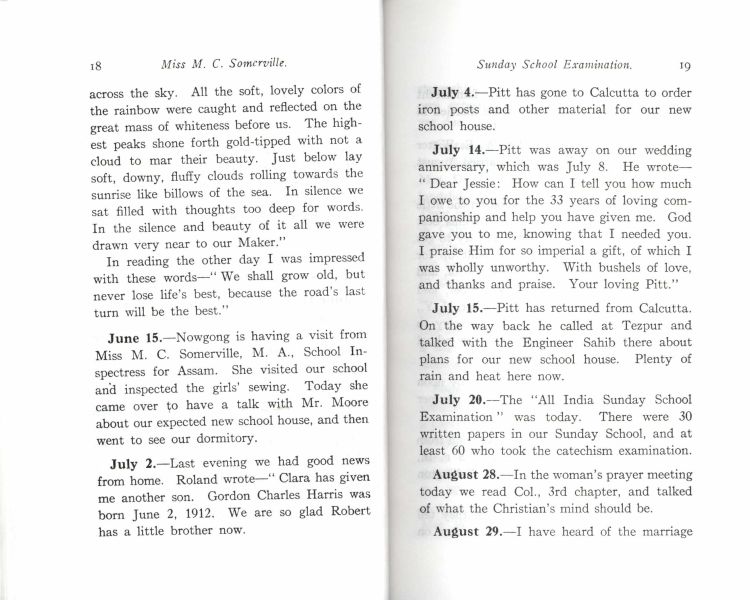 18 Miss M. C. Somerville.
across the sky. All the soft, lovely colors of
the rainbow were caught and reflected on the
great mass of whiteness before us. The high-
est peaks shone forth gold-tipped with not a
cloud to mar their beauty. Just below lay
soft, downy, fluffy clouds rolling towards the
sunrise like billows of the sea. In silence we
sat filled with thoughts too deep for words.
In the silence and beauty of it all we were
drawn very near to our Maker."
In reading the other day I was impressed
with these words—"We shall grow old, but
never lose life's best, because the road's last
turn will be the best."
June 15.—Nowgong is having a visit from
Miss M. C. Somerville, M. A., School In-
spectress for Assam. She visited our school
and inspected the girls' sewing. Today she
came over to have a talk with Mr. Moore
about our expected new school house, and then
went to see our dormitory.
July 2.—Last evening we had good news
from home. Roland wrote—"Clara has given
me another son. Gordon Charles Harris was
born June 2, 1912. We are so glad Robert
has a little brother now.
Sunday School Examination. 19
July 4.—Pitt has gone to Calcutta to order
iron posts and other material for our new
school house.
July 14.—Pitt was away on our wedding
anniversary, which was July 8. He wrote—
"Dear Jessie: How can I tell you how much
I owe to you for the 33 years of loving com-
panionship and help you have given me. God
gave you to me, knowing that I needed you.
I praise Him for so imperial a gift, of which I
was wholly unworthy. With bushels of love,
and thanks and praise. Your loving Pitt."
July 15.—Pitt has returned from Calcutta.
On the way back he called at Tezpur and
talked with the Engineer Sahib there about
plans for our new school house. Plenty of
rain and heat here now.
July 20.—The "All India Sunday School
Examination" was today. There were 30
written papers in our Sunday School, and at
least 60 who took the catechism examination.
August 28.—In the woman's prayer meeting
today we read Col., 3rd chapter, and talked
of what the Christian's mind should be.
August 29.—I have heard of the marriage